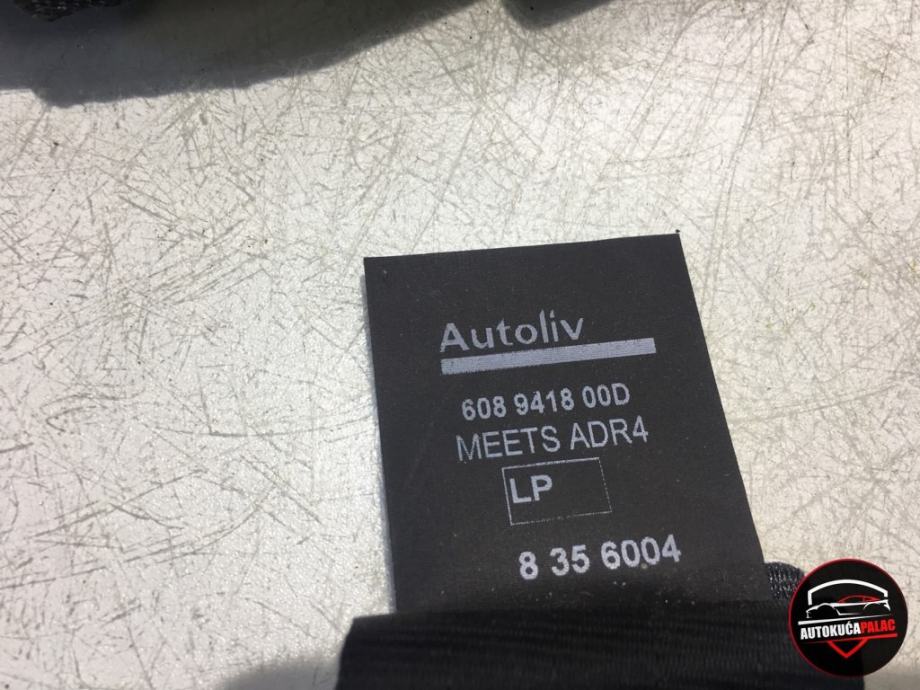 Autoliv
608 9418 00D
MEETS ADR4
LP
8 35 6004
AUTOKUĆAPALAC